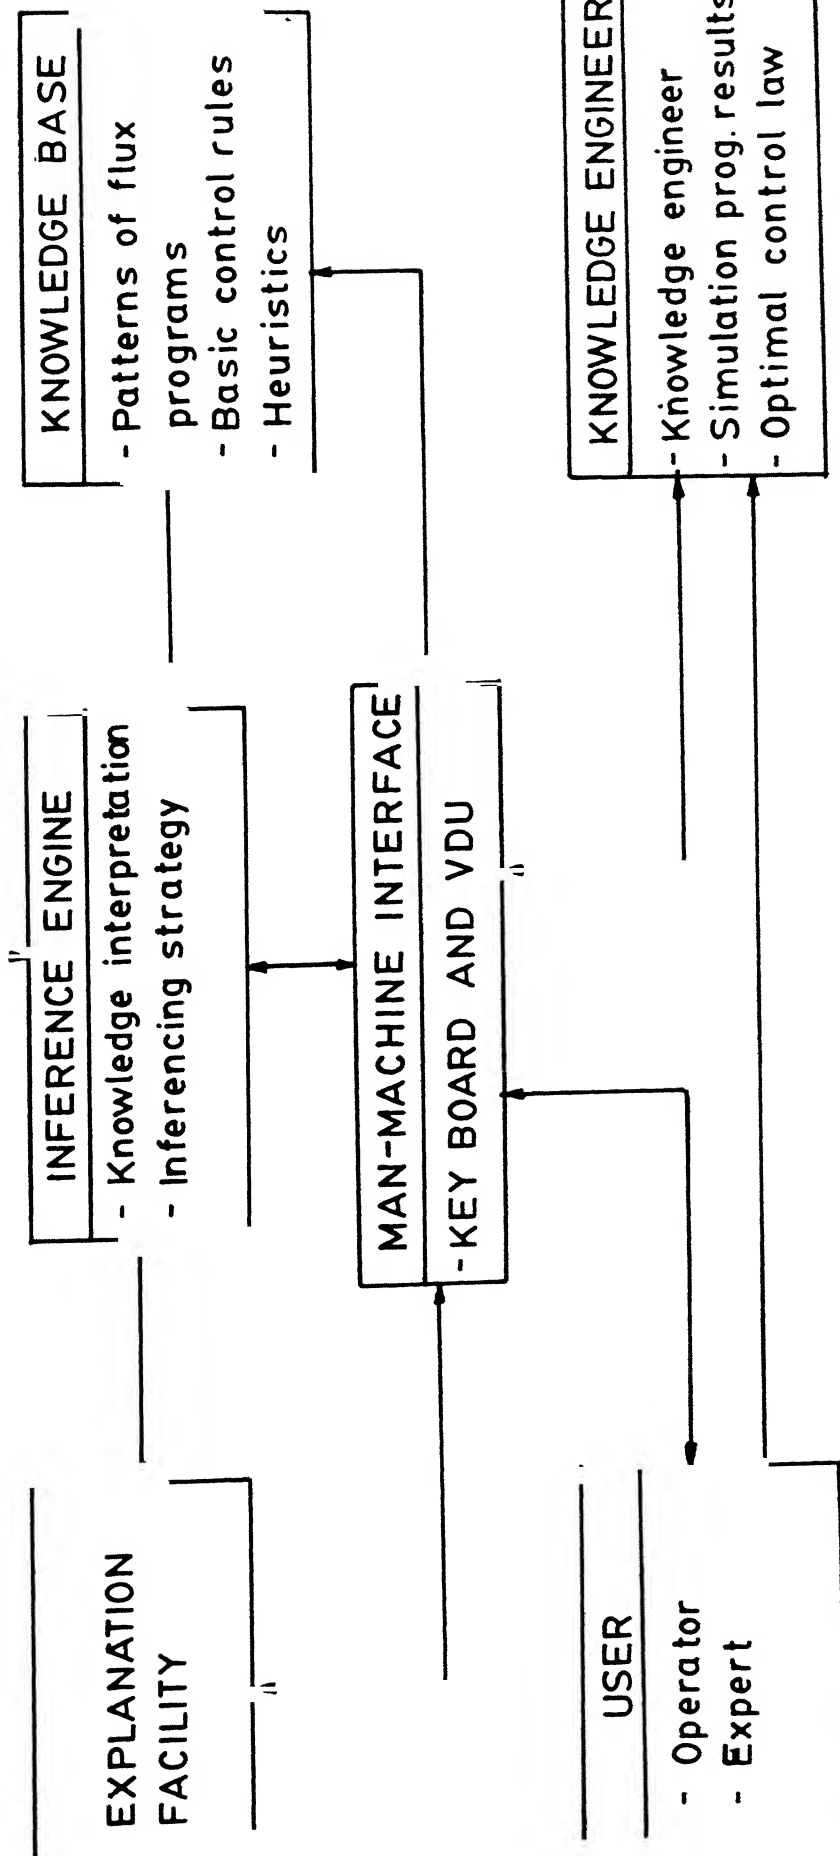 EXPLANATION
FACILITY
INFERENCE ENGINE
- Knowledge interpretation
- Inferencing strategy
KNOWLEDGE BASE
- Patterns of flux
programs
- Basic control rules
- Heuristics
MAN-MACHINE INTERFACE
- KEY BOARD AND VDU
USER
- Operator
- Expert
KNOWLEDGE ENGINEER
- Knowledge engineer
- Simulation prog. results
- Optimal control law